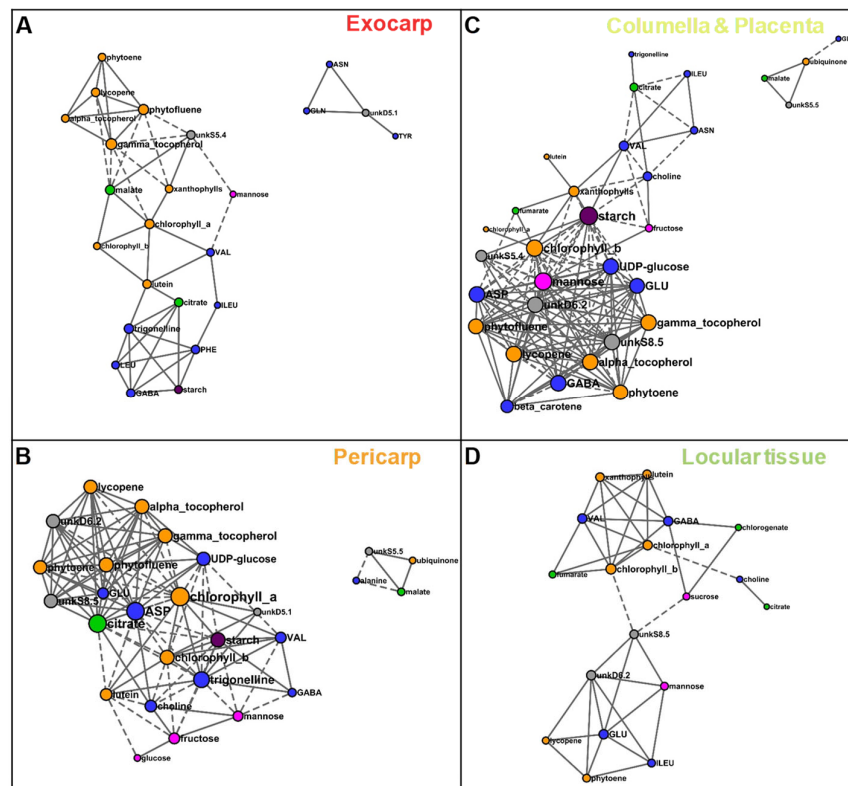 A
Exocarp
phytoene
lycopene
phytofluene
alpha_tocopherol
gamma_tocopherol
unkS5.4
malate
xanthophylls
mannose
chlorophyll_a
chlorophyll_b
VAL
lutein
citrate
ILEU
trigonelline
PHE
LEU
GABA
starch
ASN
GLN
unkD5.1
TYR
B
Pericarp
lycopene
alpha_tocopherol
unkD6.2
gamma_tocopherol
UDP-glucose
phytoene
phytofluene
GLU
unkS8.5
ASP
chlorophyll_a
citrate
unkD5.1
starch
VAL
chlorophyll_b
trigonelline
GABA
lutein
choline
mannose
fructose
glucose
unkS5.5
ubiquinone
alanine
malate
C
Columella & Placenta
trigonelline
ILEU
citrate
ASN
VAL
lutein
choline
xanthophylls
fumarate
starch
chlorophyll_a
fructose
chlorophyll_b
unkS5.4
UDP-glucose
mannose
GLU
ASP
unkD6.2
phytofluene
gamma_tocopherol
unkS8.5
lycopene
alpha_tocopherol
GABA
phytoene
beta_carotene
ubiquinone
malate
unkS5.5
D
Locular tissue
lutein
xanthophylls
VAL
GABA
chlorogenate
chlorophyll_a
fumarate
chlorophyll_b
choline
sucrose
citrate
unkS8.5
unkD6.2
mannose
GLU
lycopene
ILEU
phytoene